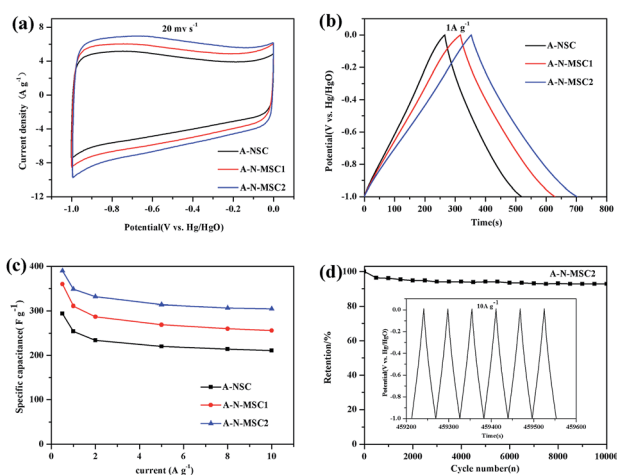 (a)
20 mv s-1
Current density (A g-1)
12
8
4
0
-4
-8
-12
A-NSC
A-N-MSC1
A-N-MSC2
-1.0 -0.8 -0.6 -0.4 -0.2 0.0
Potential(V vs. Hg/HgO)
(b)
1A g-1
Potential(V vs. Hg/HgO)
0.0
-0.2
-0.4
-0.6
-0.8
-1.0
A-NSC
A-N-MSC1
A-N-MSC2
0 100 200 300 400 500 600 700 800
Time(s)
(c)
Specific capacitance( F g-1)
400
300
200
100
0
A-NSC
A-N-MSC1
A-N-MSC2
0 2 4 6 8 10
current (A g-1)
(d)
A-N-MSC2
Retention/%
100
80
60
40
20
0
10A g-1
Potential(V vs. Hg/HgO)
0.0
-0.2
-0.4
-0.6
-0.8
-1.0
459200 459300 459400 459500 459600
Time(s)
0 2000 4000 6000 8000 10000
Cycle number(n)